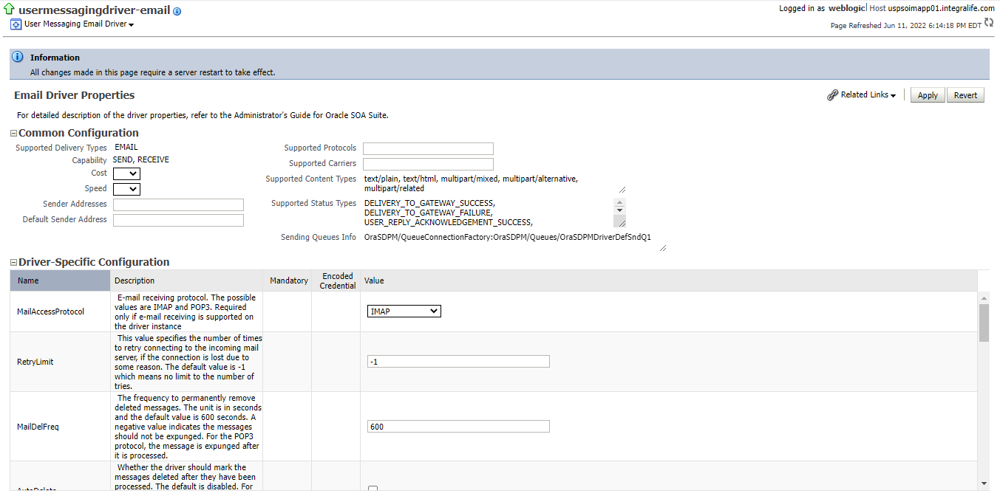 usermessagingdriver-email
Logged in as weblogic Host uspsoimapp01.integralife.com
User Messaging Email Driver
Page Refreshed Jun 11, 2022 6:14:18 PM EDT
Information
All changes made in this page require a server restart to take effect.
Email Driver Properties
Related Links
Apply
Revert
For detailed description of the driver properties, refer to the Administrator's Guide for Oracle SOA Suite.
Common Configuration
Supported Delivery Types EMAIL
Capability SEND, RECEIVE
Cost
Speed
Sender Addresses
Default Sender Address
Supported Protocols
Supported Carriers
Supported Content Types text/plain, text/html, multipart/mixed, multipart/alternative,
multipart/related
Supported Status Types DELIVERY_TO_GATEWAY_SUCCESS,
DELIVERY_TO_GATEWAY_FAILURE,
USER_REPLY_ACKNOWLEDGEMENT_SUCCESS,
Sending Queues Info OraSDPM/QueueConnectionFactory:OraSDPM/Queues/OraSDPMDriverDefSndQ1
Driver-Specific Configuration
Name
Description
Mandatory
Encoded
Credential
Value
MailAccessProtocol
E-mail receiving protocol. The possible
values are IMAP and POP3. Required
only if e-mail receiving is supported on
the driver instance
IMAP
RetryLimit
This value specifies the number of times
to retry connecting to the incoming mail
server, if the connection is lost due to
some reason. The default value is -1
which means no limit to the number of
tries.
-1
MailDelFreq
The frequency to permanently remove
deleted messages. The unit is in seconds
and the default value is 600 seconds. A
negative value indicates the messages
should not be expunged. For the POP3
protocol, the message is expunged after
it is processed.
600
AutoDelete
Whether the driver should mark the
messages deleted after they have been
processed. The default is disabled. For